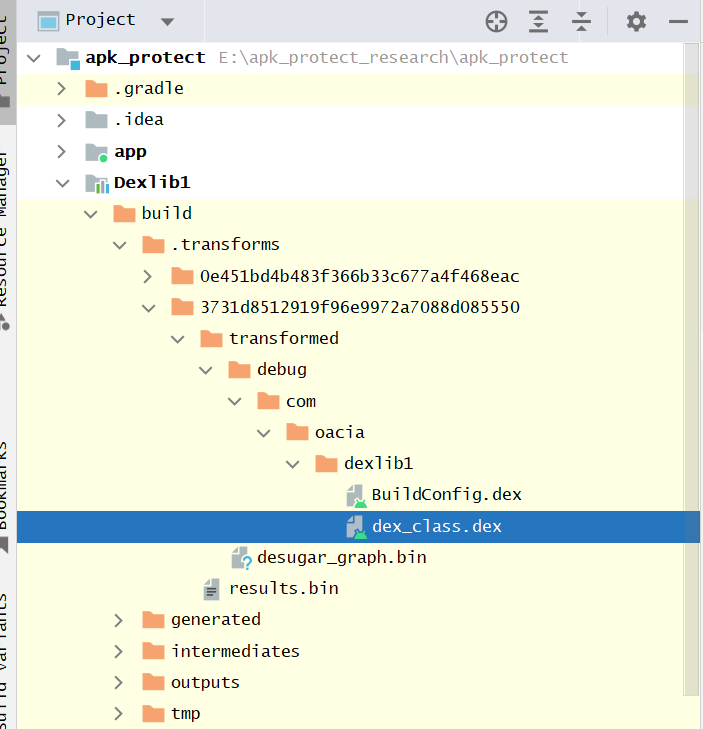 Project
apk_protect E:\apk_protect_research\apk_protect
.gradle
.idea
app
Dexlib1
build
.transforms
0e451bd4b483f366b33c677a4f468eac
3731d8512919f96e9972a7088d085550
transformed
debug
com
oacia
dexlib1
BuildConfig.dex
dex_class.dex
desugar_graph.bin
results.bin
generated
intermediates
outputs
tmp
Project
Resource Manager
Bookmarks
Build Variants